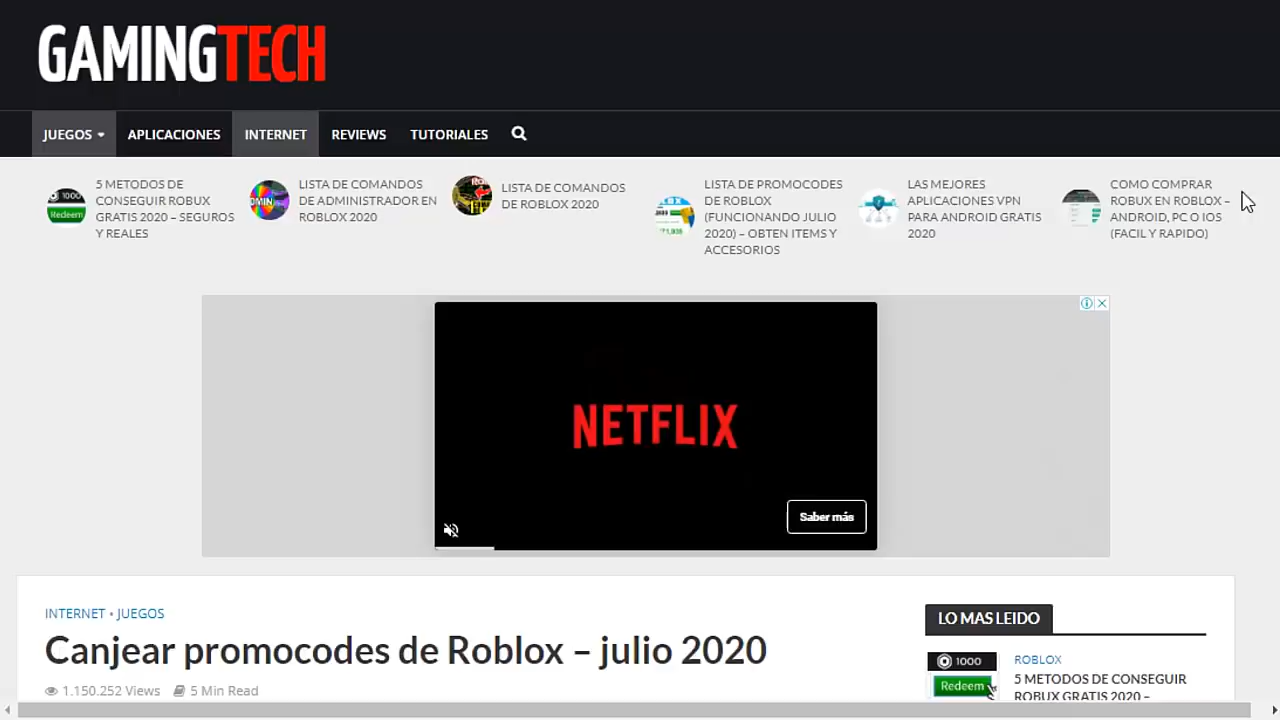 GAMINGTECH
JUEGOS
APLICACIONES
INTERNET
REVIEWS
TUTORIALES
1000
Redeem
5 METODOS DE
CONSEGUIR ROBUX
GRATIS 2020 – SEGUROS
Y REALES
LISTA DE COMANDOS
DE ADMINISTRADOR EN
ROBLOX 2020
LISTA DE COMANDOS
DE ROBLOX 2020
LISTA DE PROMOCODES
DE ROBLOX
(FUNCIONANDO JULIO
2020) – OBTEN ITEMS Y
ACCESORIOS
LAS MEJORES
APLICACIONES VPN
PARA ANDROID GRATIS
2020
COMO COMPRAR
ROBUX EN ROBLOX –
ANDROID, PC O IOS
(FACIL Y RAPIDO)
NETFLIX
Saber más
INTERNET • JUEGOS
Canjear promocodes de Roblox – julio 2020
1.150.252 Views
5 Min Read
LO MAS LEIDO
1000
Redeem
ROBLOX
5 METODOS DE CONSEGUIR
ROBUX GRATIS 2020 –